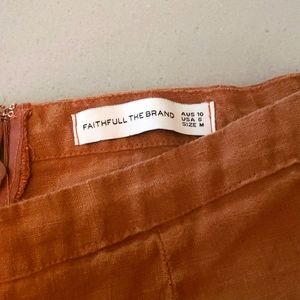 FAITHFULL THE BRAND
AUS 10
USA 6
SIZE M